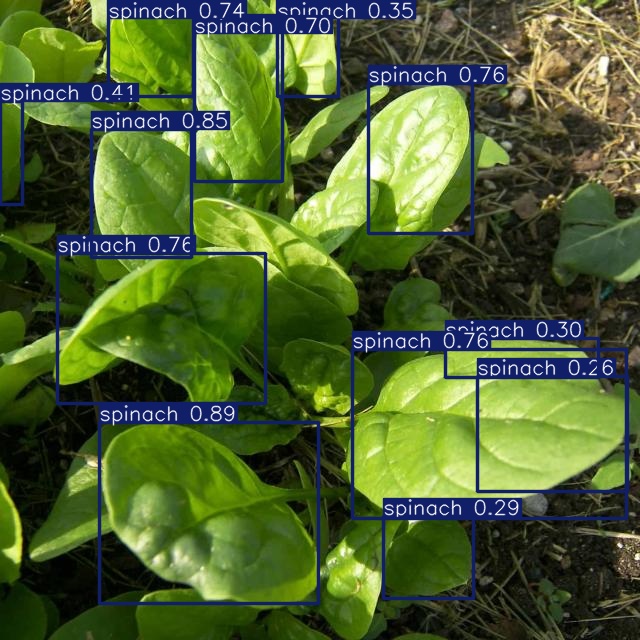 spinach 0.74
spinach 0.35
spinach 0.70
spinach 0.76
spinach 0.41
spinach 0.85
spinach 0.76
spinach 0.30
spinach 0.76
spinach 0.26
spinach 0.89
spinach 0.29